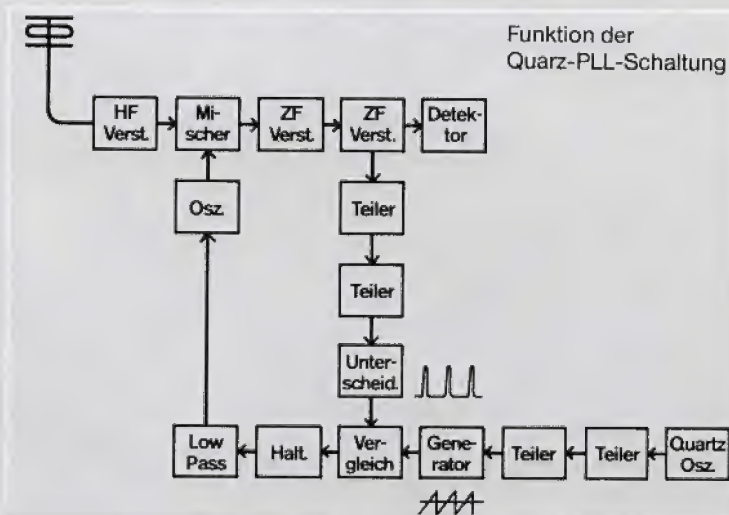 Funktion der
Quarz-PLL-Schaltung
HF
Verst.
Mi-
scher
ZF
Verst.
ZF
Verst.
Detek-
tor
Osz.
Teiler
Teiler
Unter-
scheid.
Low
Pass
Halt.
Ver-
gleich
Gene-
rator
Teiler
Teiler
Quartz
Osz.